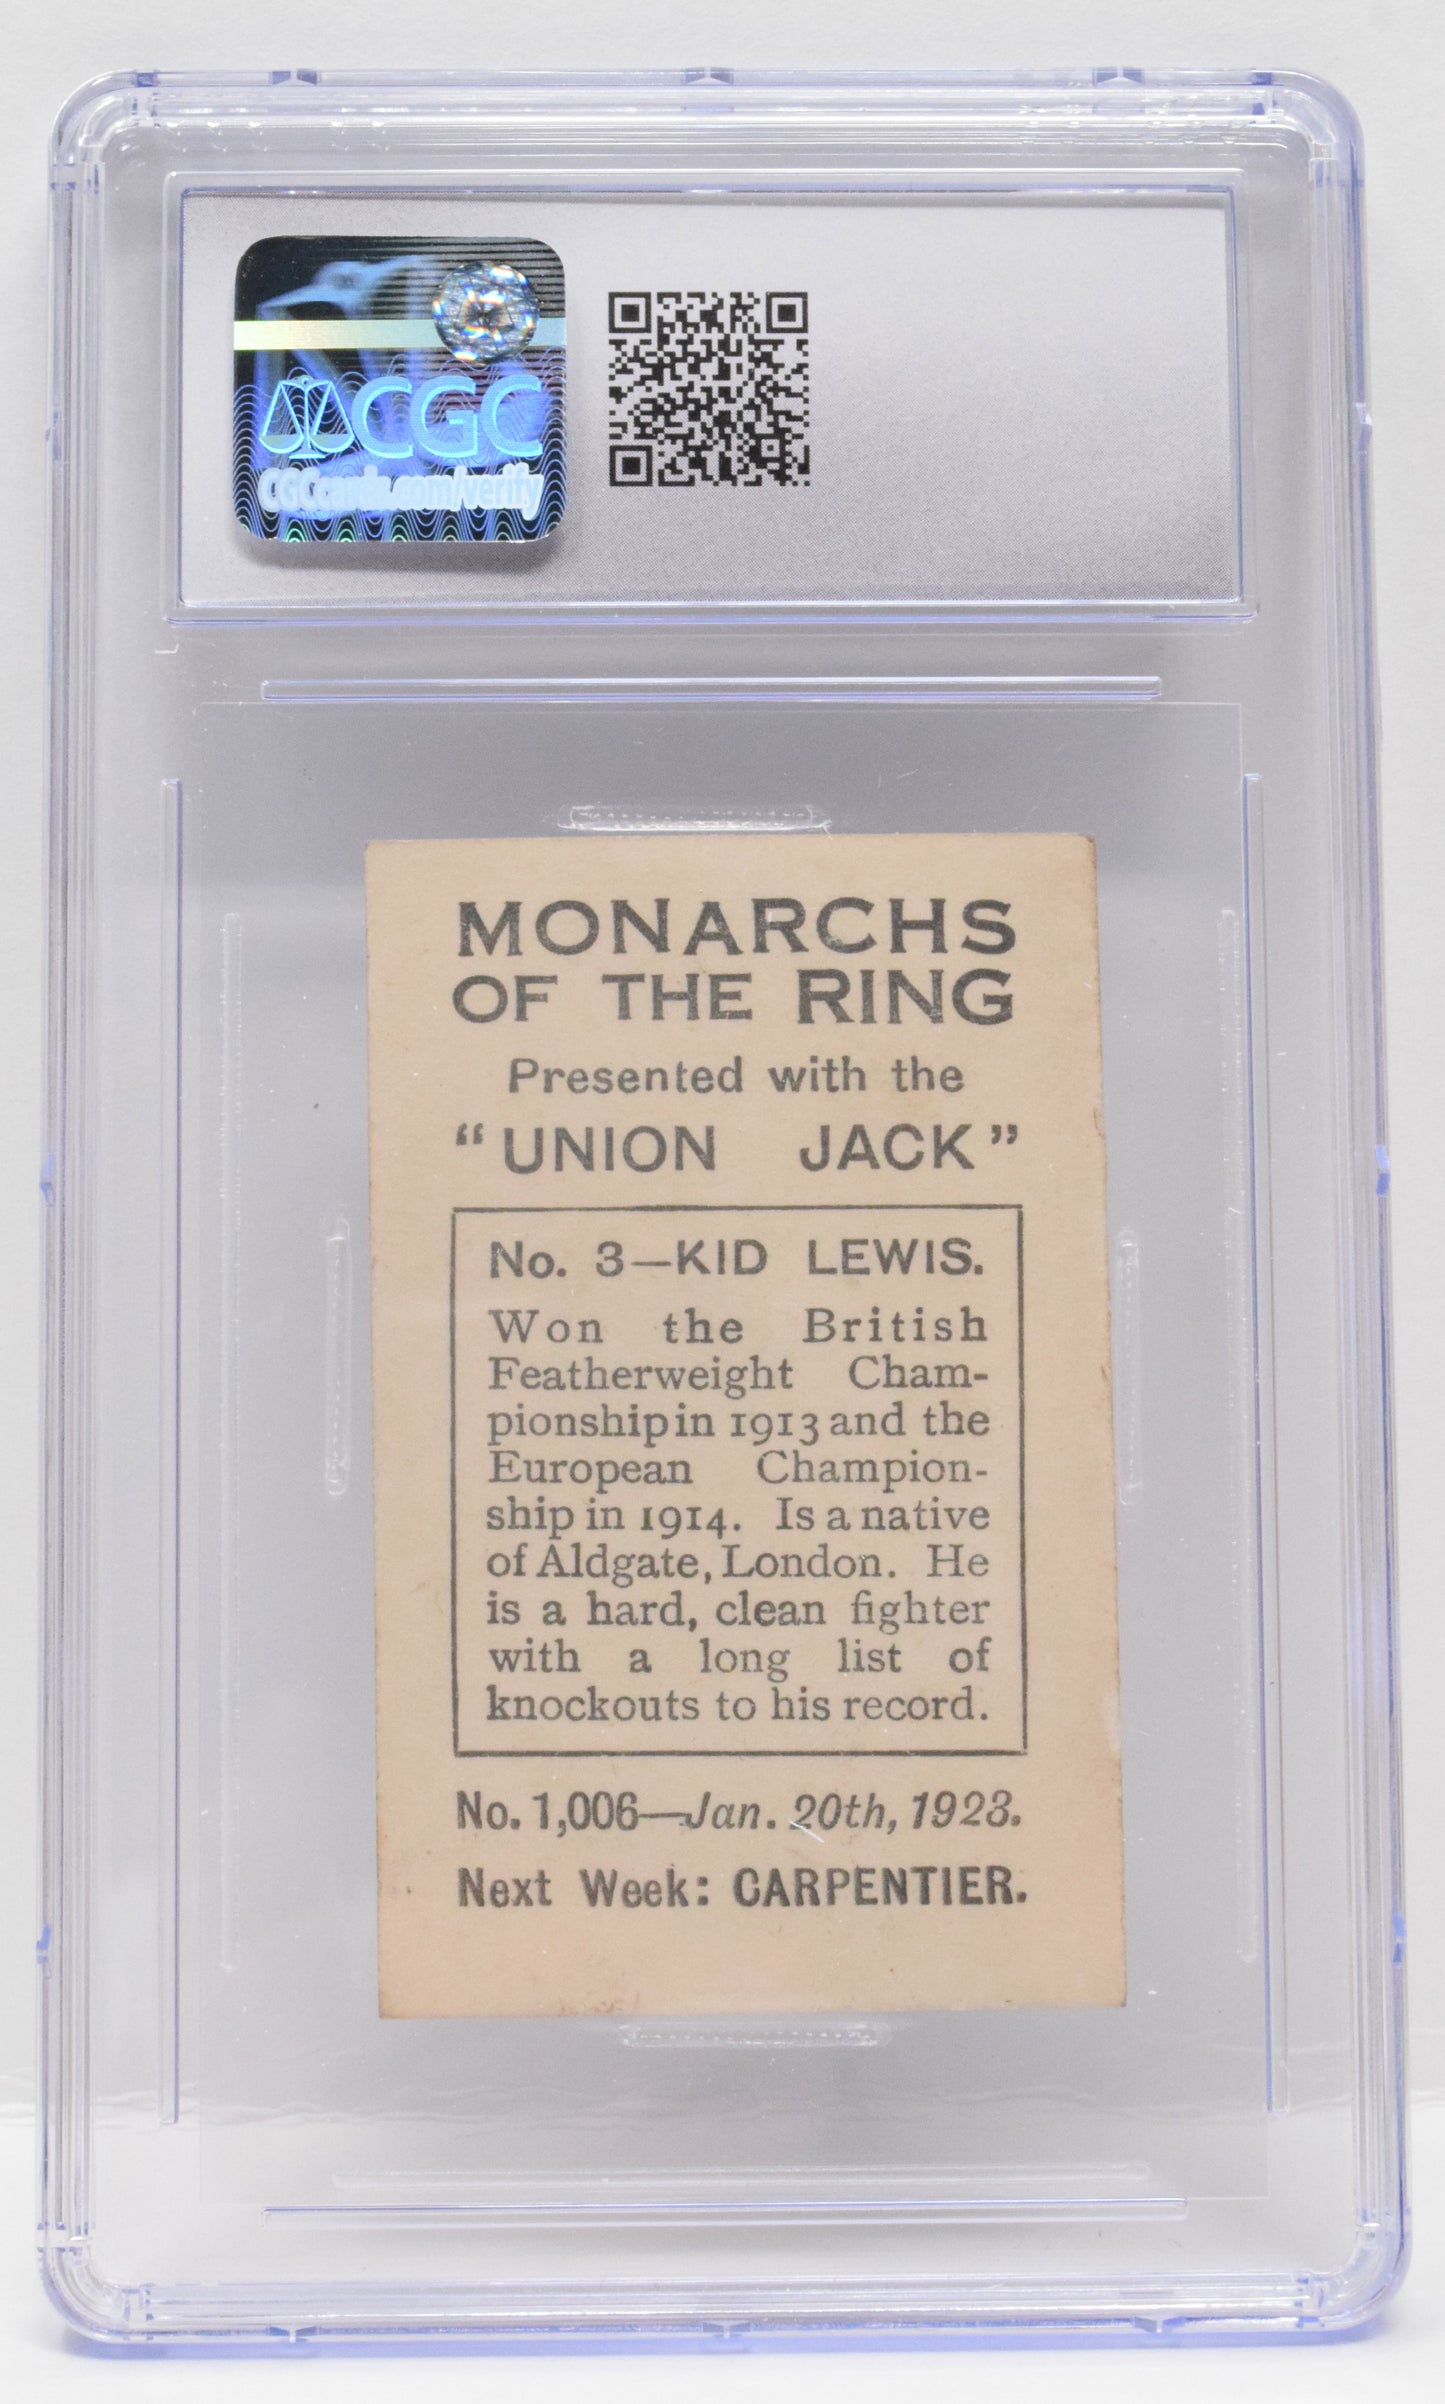 CGC
CGCcards.com/verify
MONARCHS
OF THE RING
Presented with the
“UNION JACK”
No. 3—KID LEWIS.
Won the British
Featherweight Cham-
pionship in 1913 and the
European Champion-
ship in 1914. Is a native
of Aldgate, London. He
is a hard, clean fighter
with a long list of
knockouts to his record.
No. 1,006—Jan. 20th, 1923.
Next Week: CARPENTIER.